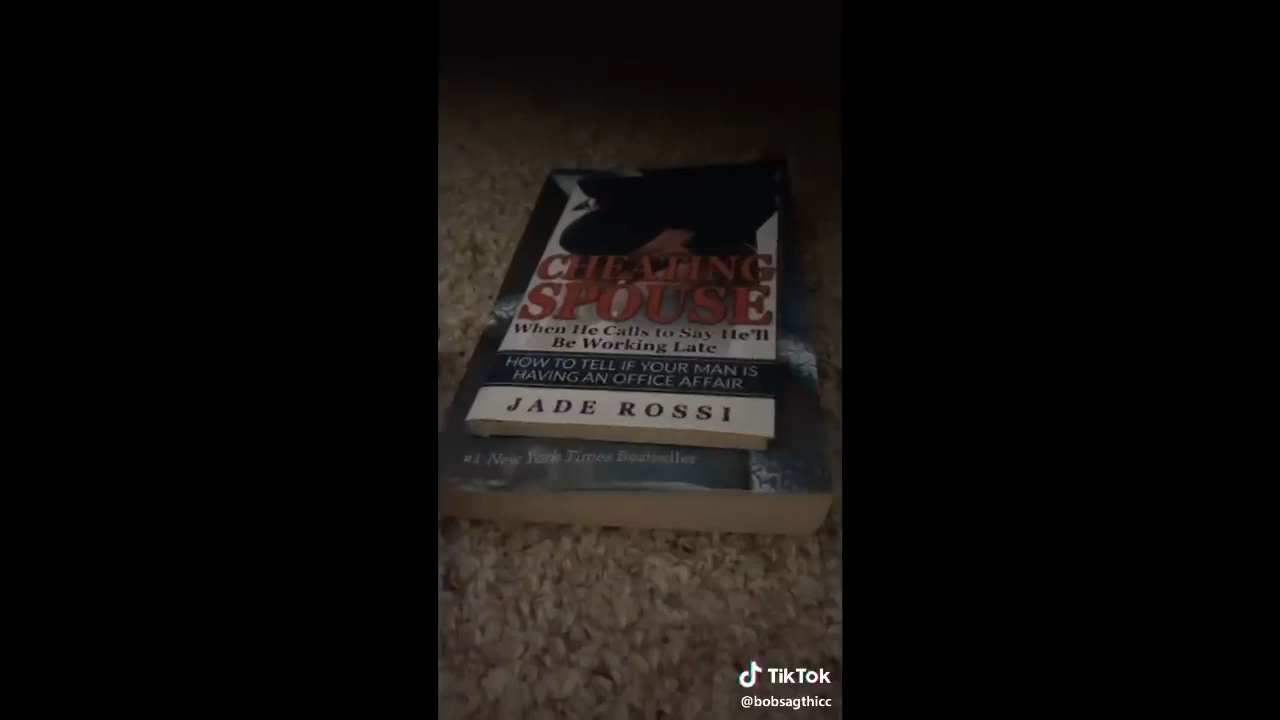 CHEATING
SPOUSE
When He Calls to Say He'll
Be Working Late
HOW TO TELL IF YOUR MAN IS
HAVING AN OFFICE AFFAIR
JADE ROSSI
#1 New York Times Bestseller
TikTok
@bobsagthicc